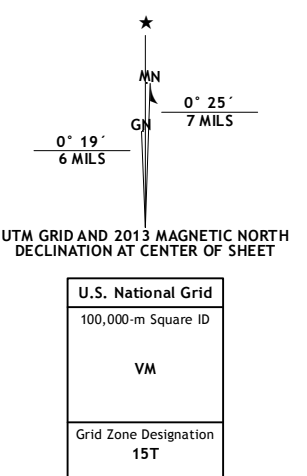 ★
MN
0° 25´
7 MILS
GN
0° 19´
6 MILS
UTM GRID AND 2013 MAGNETIC NORTH
DECLINATION AT CENTER OF SHEET
U.S. National Grid
100,000-m Square ID
VM
Grid Zone Designation
15T